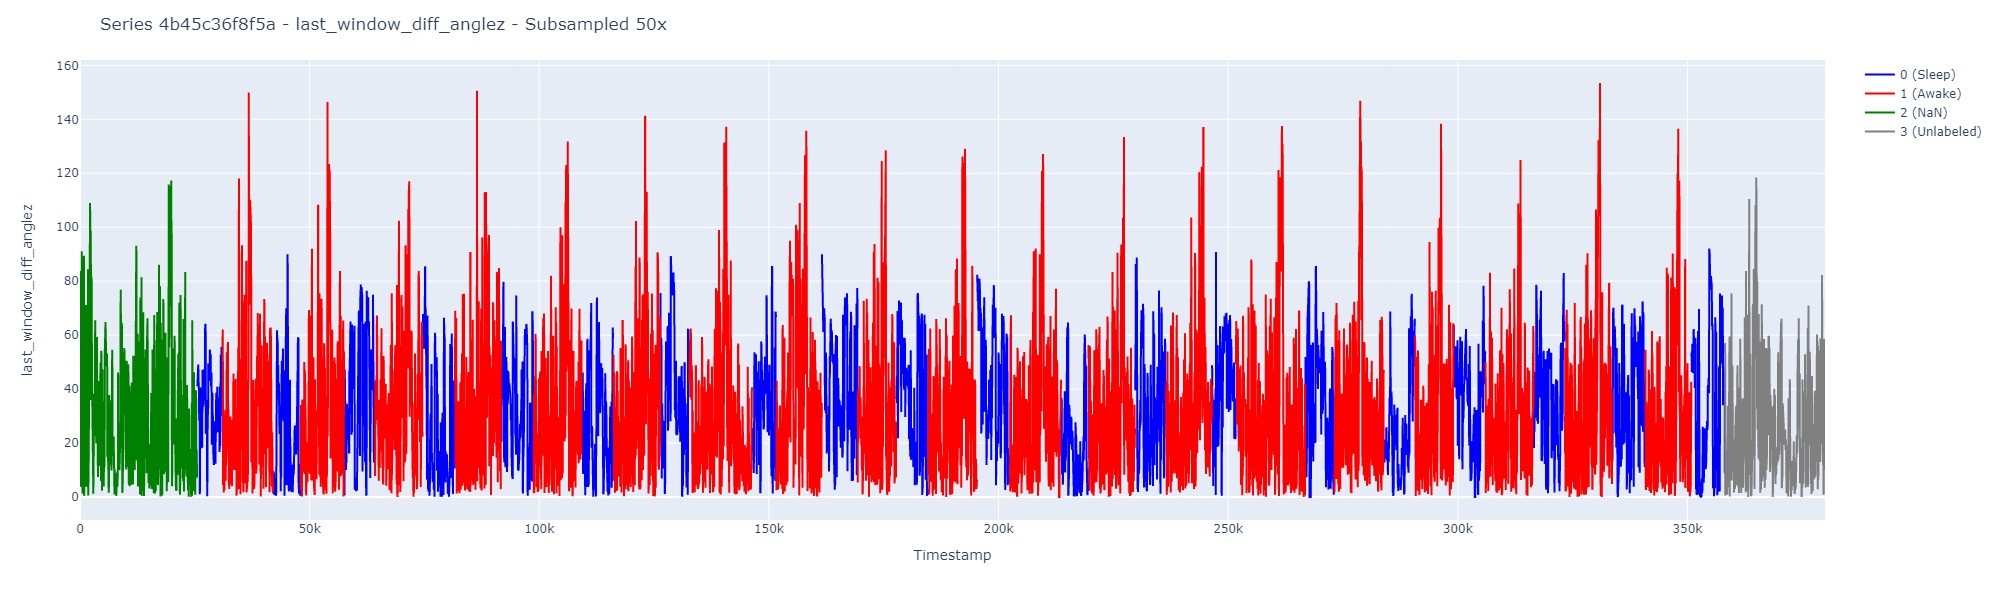 Series 4b45c36f8f5a - last_window_diff_anglez - Subsampled 50x
160
140
120
100
80
60
40
20
0
last_window_diff_anglez
0
50k
100k
150k
200k
250k
300k
350k
Timestamp
0 (Sleep)
1 (Awake)
2 (NaN)
3 (Unlabeled)